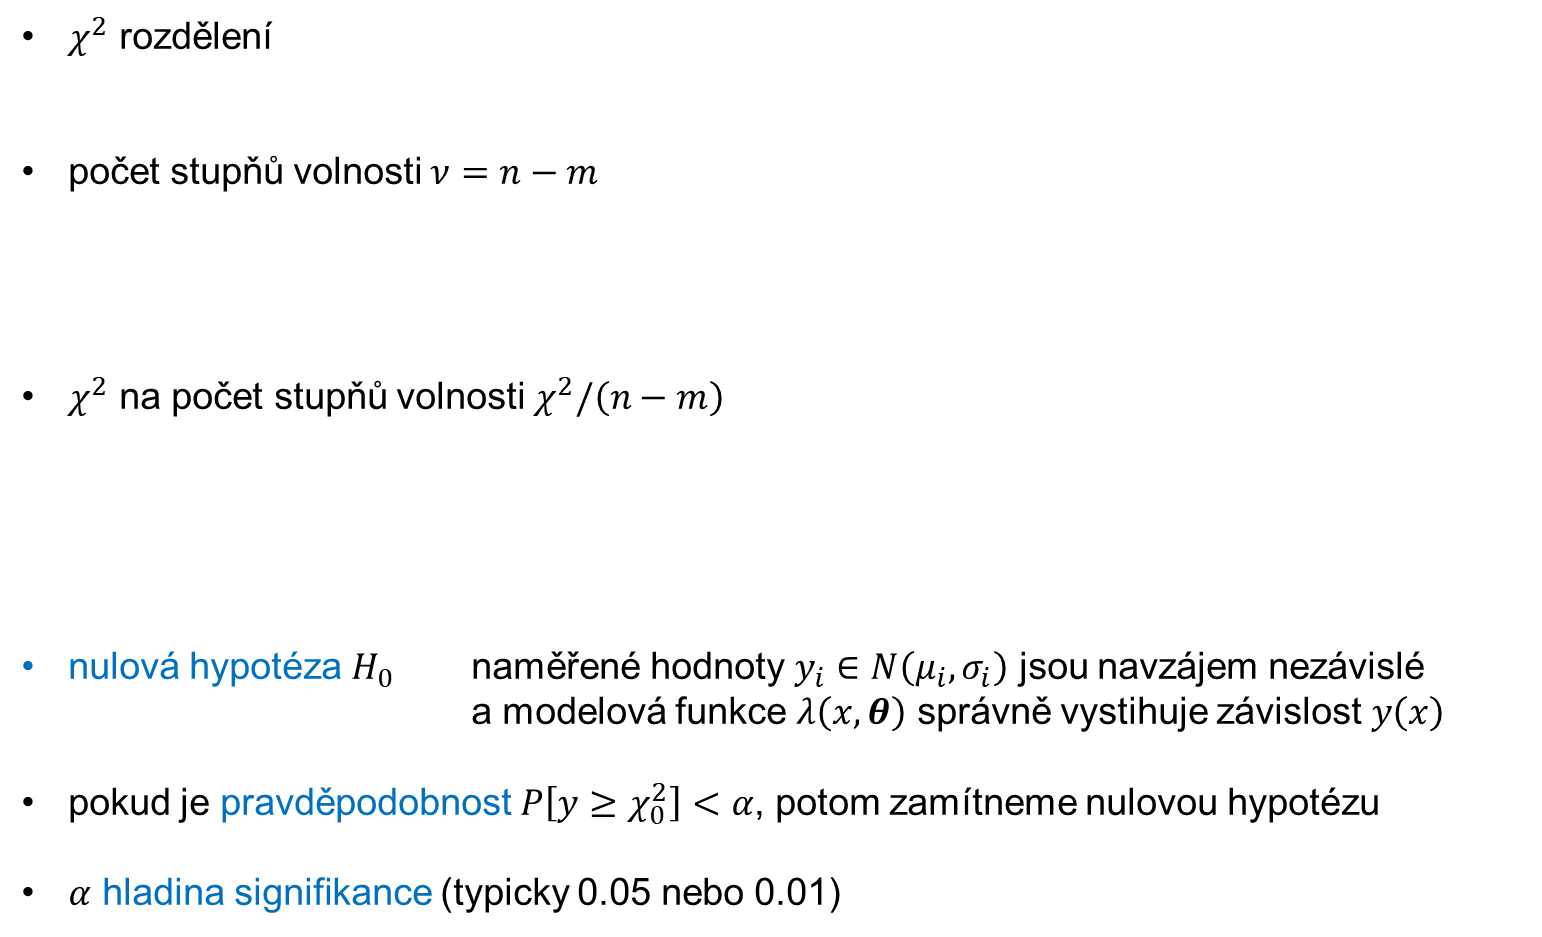 • χ² rozdělení
• počet stupňů volnosti ν = n − m
• χ² na počet stupňů volnosti χ²/(n − m)
• nulová hypotéza H₀ naměřené hodnoty yᵢ ∈ N(μᵢ, σᵢ) jsou navzájem nezávislé
a modelová funkce λ(x, θ) správně vystihuje závislost y(x)
• pokud je pravděpodobnost P[y ≥ χ₀²] < α, potom zamítneme nulovou hypotézu
• α hladina signifikance (typicky 0.05 nebo 0.01)